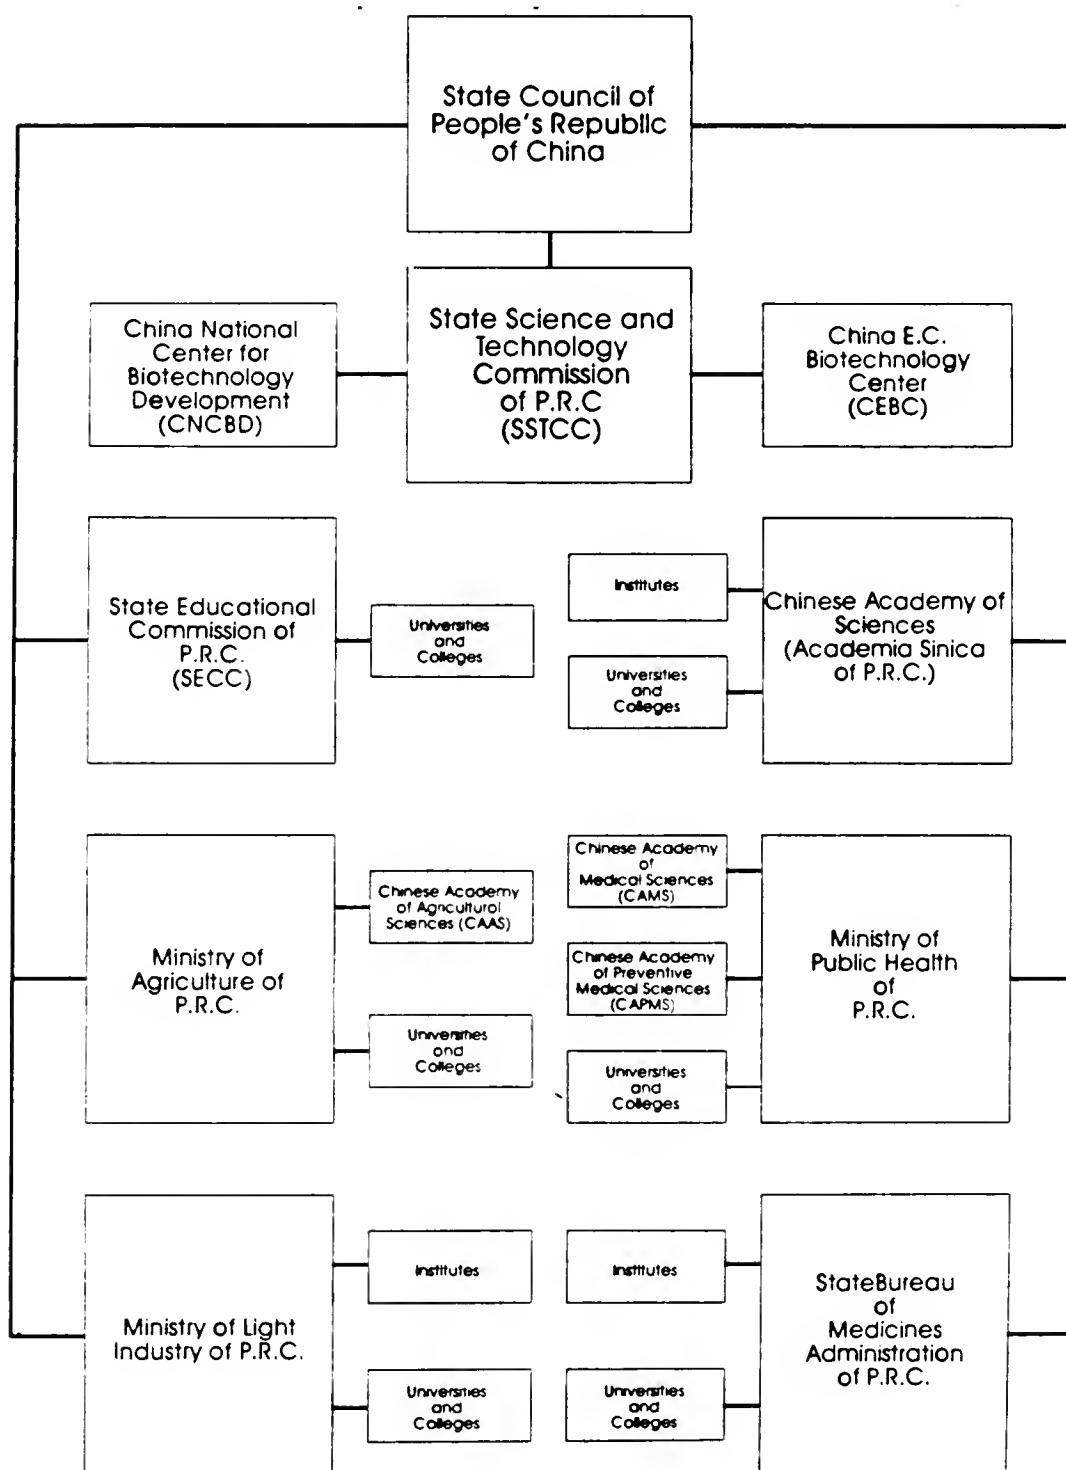 State Council of
People's Republic
of China
China National
Center for
Biotechnology
Development
(CNCBD)
State Science and
Technology
Commission
of P.R.C
(SSTCC)
China E.C.
Biotechnology
Center
(CEBC)
State Educational
Commission of
P.R.C.
(SECC)
Universities
and
Colleges
Institutes
Universities
and
Colleges
Chinese Academy of
Sciences
(Academia Sinica
of P.R.C.)
Ministry of
Agriculture of
P.R.C.
Chinese Academy
of Agricultural
Sciences (CAAS)
Universities
and
Colleges
Chinese Academy
of
Medical Sciences
(CAMS)
Chinese Academy
of Preventive
Medical Sciences
(CAPMS)
Universities
and
Colleges
Ministry of
Public Health
of
P.R.C.
Ministry of Light
Industry of P.R.C.
Institutes
Universities
and
Colleges
Institutes
Universities
and
Colleges
StateBureau
of
Medicines
Administration
of P.R.C.